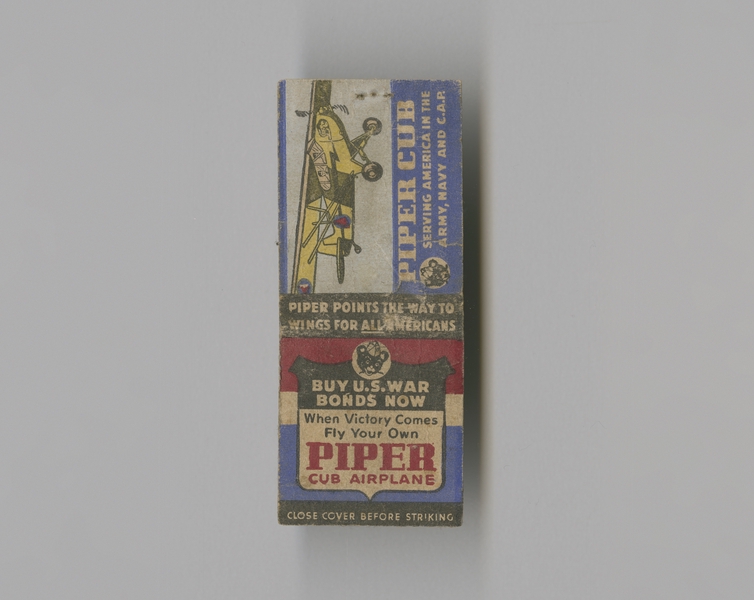 PIPER CUB
SERVING AMERICA IN THE
ARMY, NAVY AND C.A.P.
PIPER POINTS THE WAY TO
WINGS FOR ALL AMERICANS
BUY U.S. WAR
BONDS NOW
When Victory Comes
Fly Your Own
PIPER
CUB AIRPLANE
CLOSE COVER BEFORE STRIKING